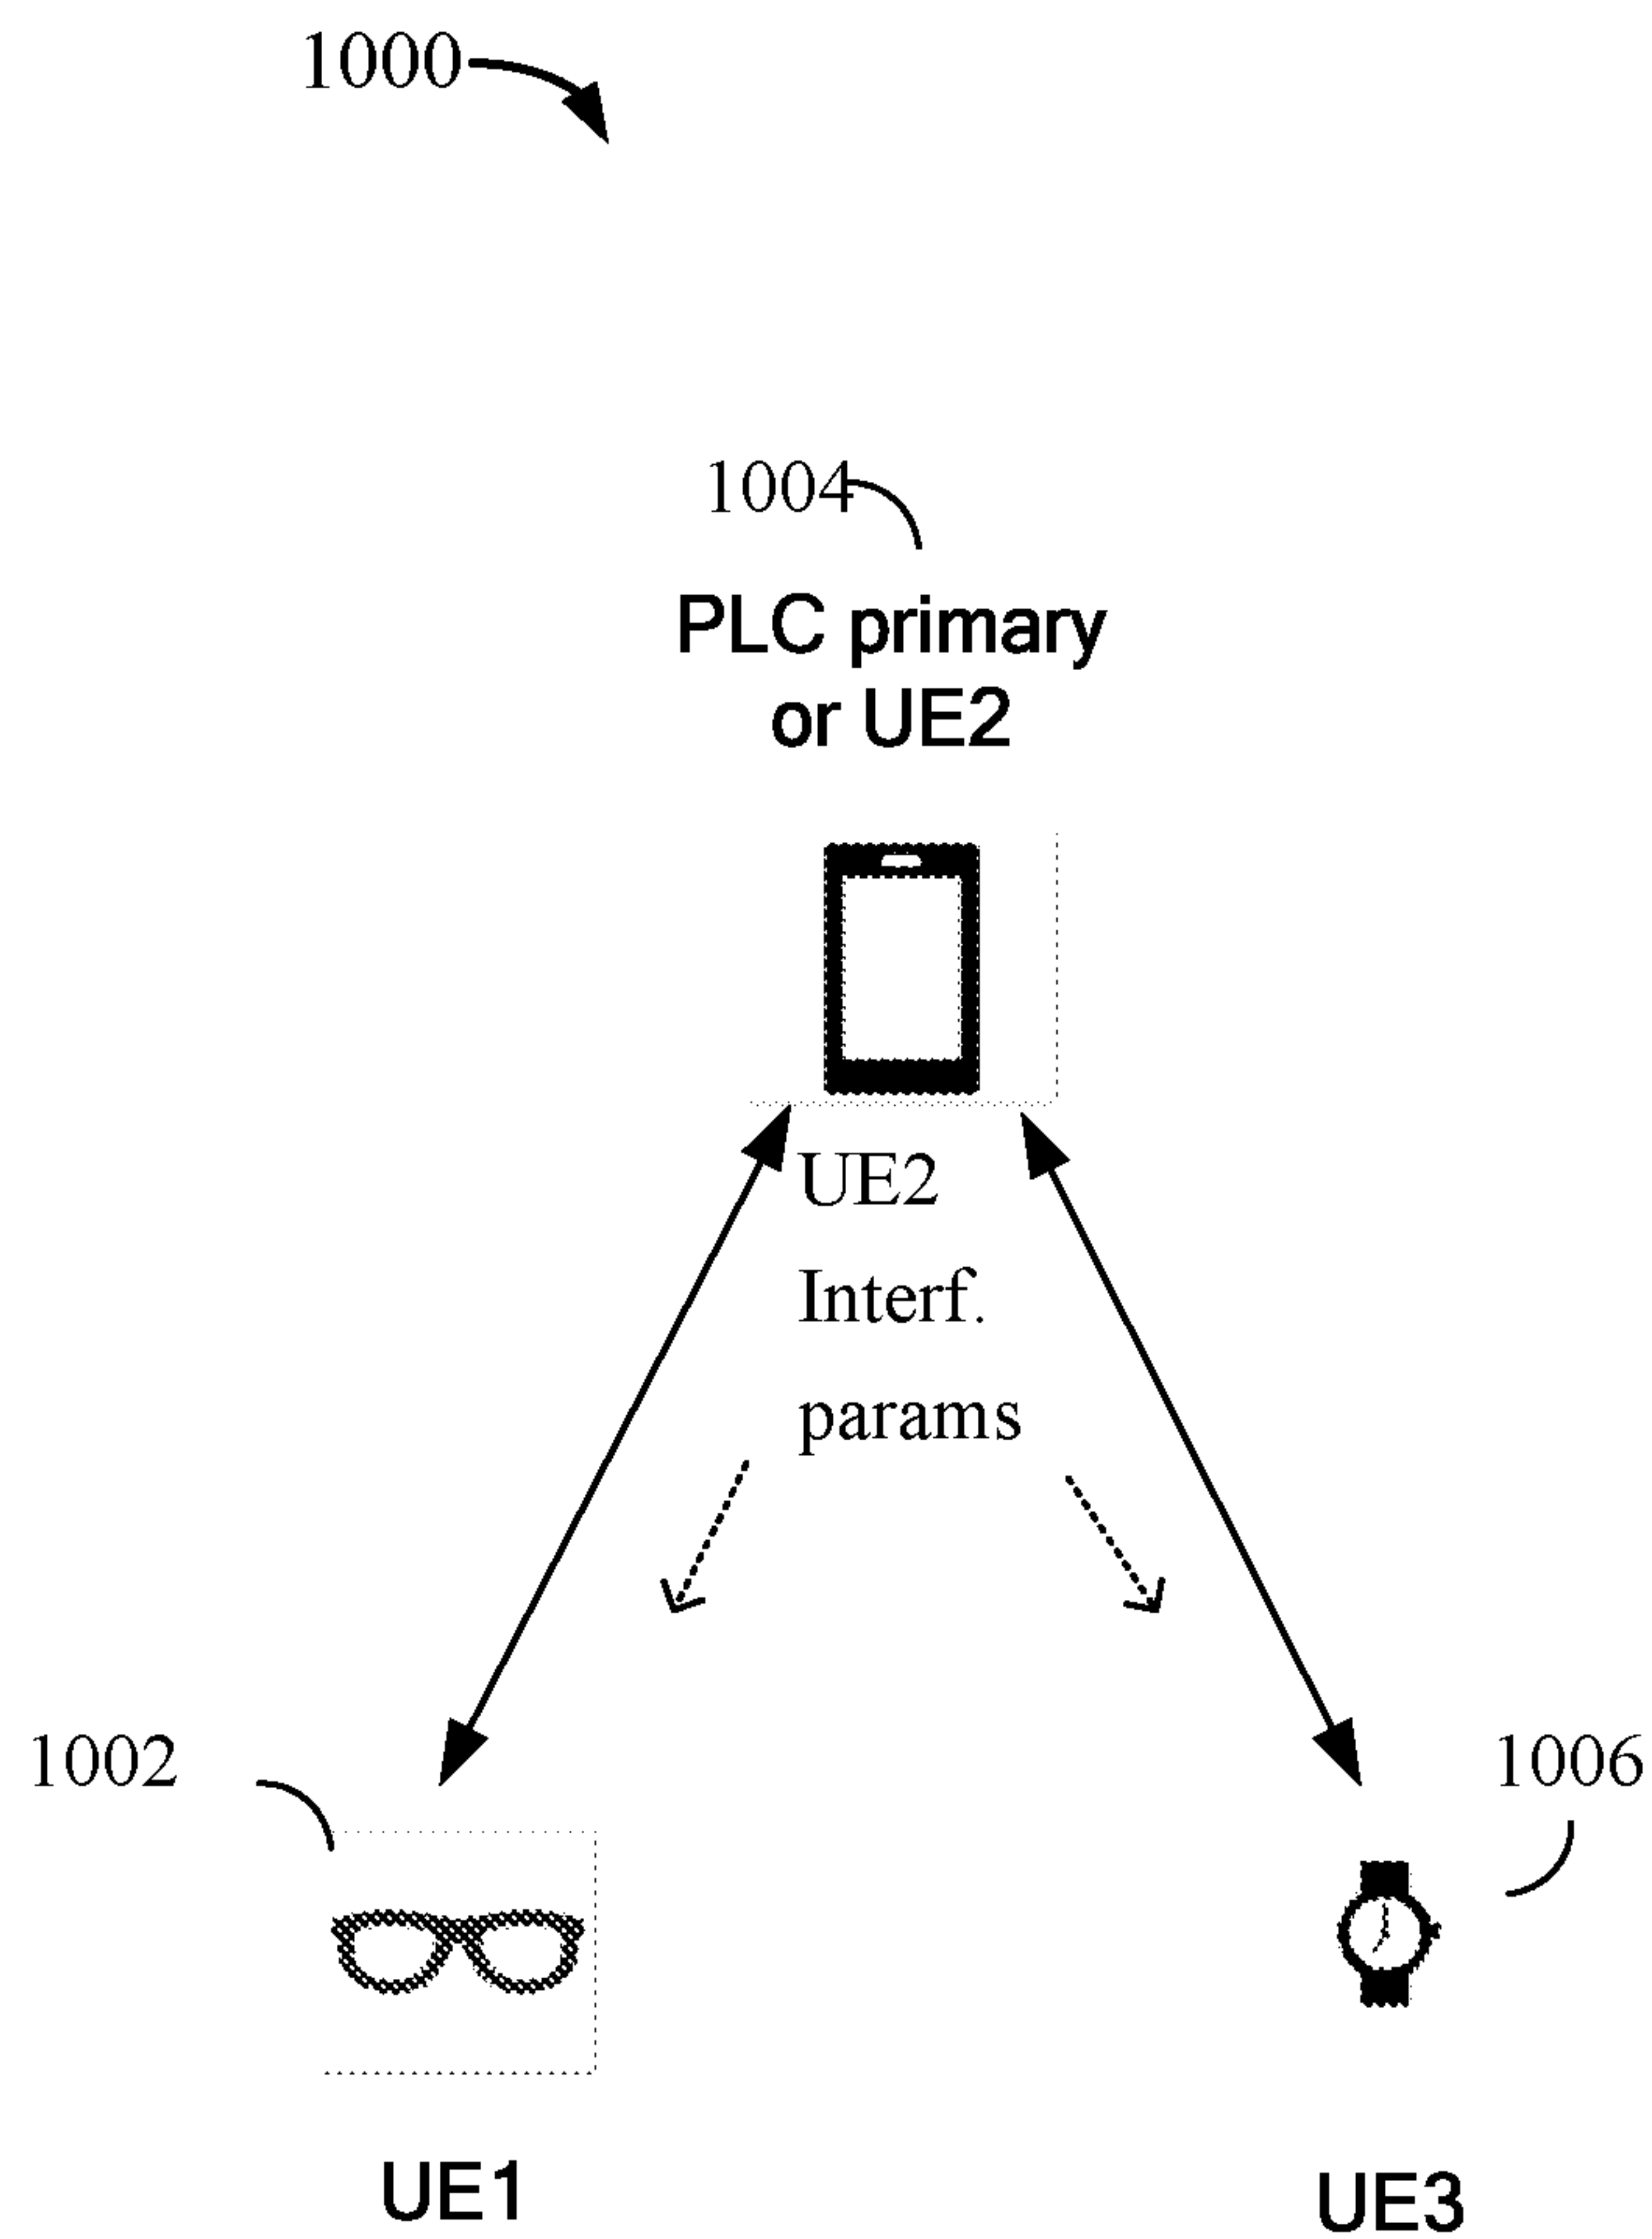 1000
1004
PLC primary
or UE2
UE2
Interf.
params
1002
1006
UE1
UE3